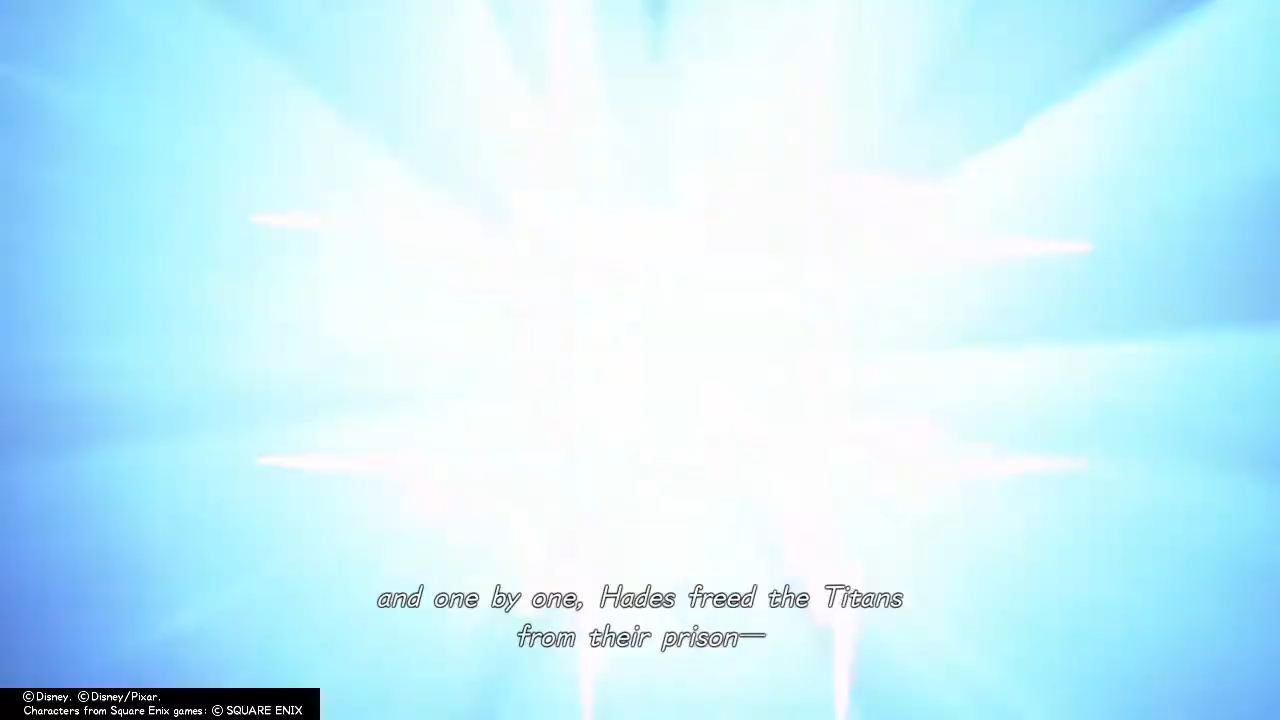 and one by one, Hades freed the Titans
from their prison—
©Disney. ©Disney/Pixar.
Characters from Square Enix games: © SQUARE ENIX